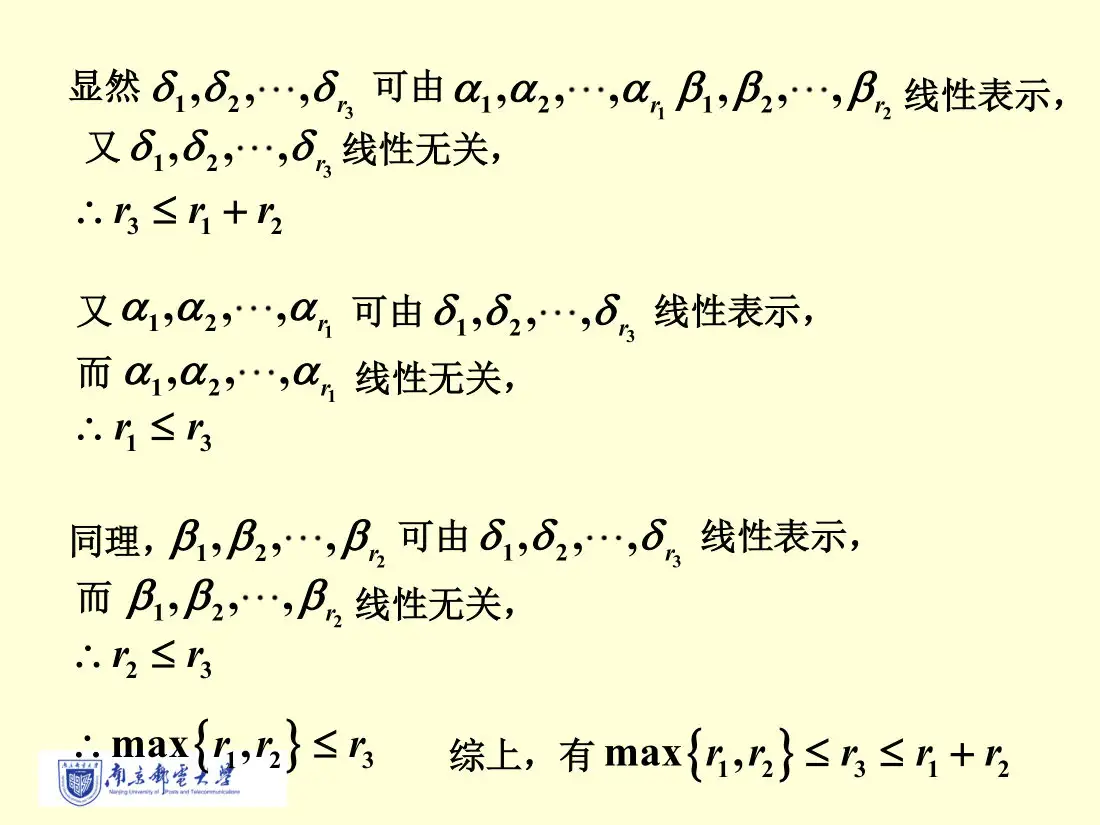 显然 δ₁,δ₂,⋯,δ_{r₃} 可由 α₁,α₂,⋯,α_{r₁} β₁,β₂,⋯,β_{r₂} 线性表示,
又 δ₁,δ₂,⋯,δ_{r₃} 线性无关,
∴ r₃ ≤ r₁ + r₂
又 α₁,α₂,⋯,α_{r₁} 可由 δ₁,δ₂,⋯,δ_{r₃} 线性表示,
而 α₁,α₂,⋯,α_{r₁} 线性无关,
∴ r₁ ≤ r₃
同理, β₁,β₂,⋯,β_{r₂} 可由 δ₁,δ₂,⋯,δ_{r₃} 线性表示,
而 β₁,β₂,⋯,β_{r₂} 线性无关,
∴ r₂ ≤ r₃
∴ max{r₁,r₂} ≤ r₃ 综上，有 max{r₁,r₂} ≤ r₃ ≤ r₁ + r₂
南京邮电大学
Nanjing University of Posts and Telecommunications